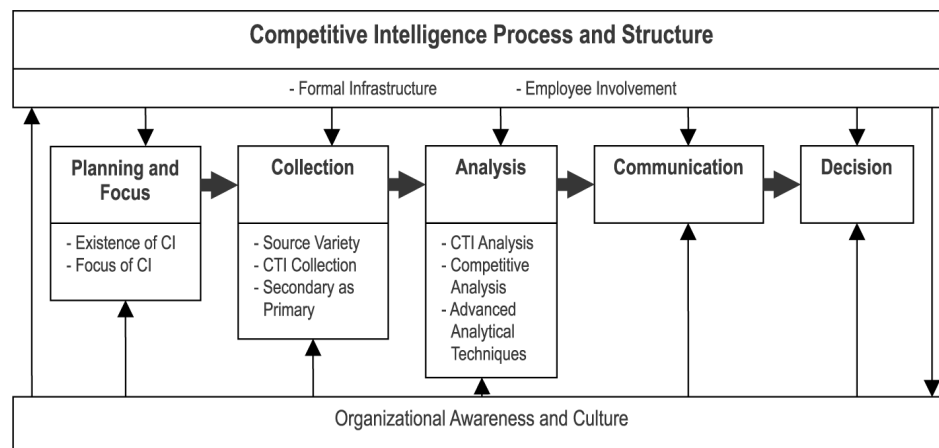 Competitive Intelligence Process and Structure
- Formal Infrastructure - Employee Involvement
Planning and
Focus
- Existence of CI
- Focus of CI
Collection
- Source Variety
- CTI Collection
- Secondary as
Primary
Analysis
- CTI Analysis
- Competitive
Analysis
- Advanced
Analytical
Techniques
Communication
Decision
Organizational Awareness and Culture